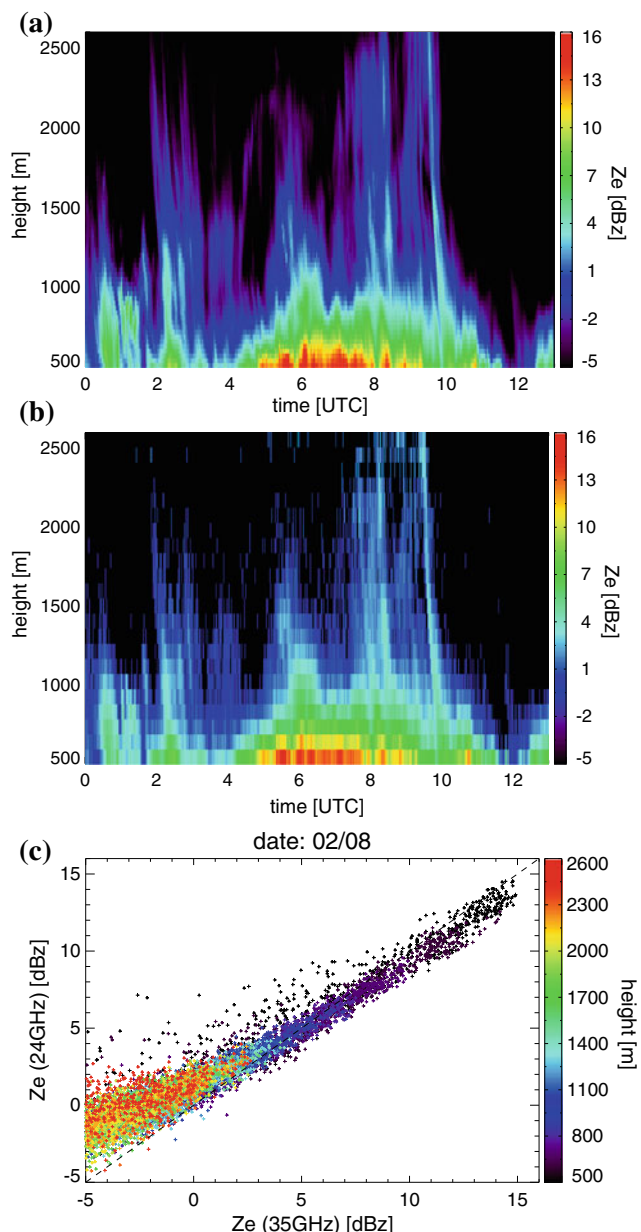 (a)
2500
2000
1500
1000
500
height [m]
0 2 4 6 8 10 12
time [UTC]
16
13
10
7
4
1
-2
-5
Ze [dBz]
(b)
2500
2000
1500
1000
500
height [m]
0 2 4 6 8 10 12
time [UTC]
16
13
10
7
4
1
-2
-5
Ze [dBz]
date: 02/08
(c)
15
10
5
0
-5
Ze (24GHz) [dBz]
-5 0 5 10 15
Ze (35GHz) [dBz]
2600
2300
2000
1700
1400
1100
800
500
height [m]